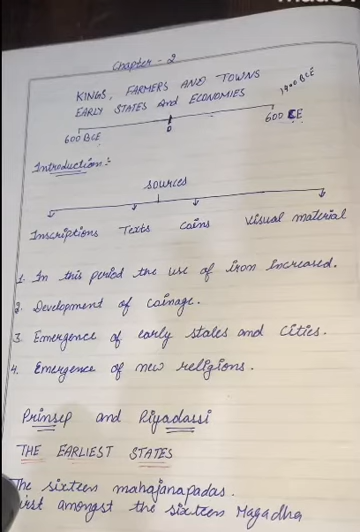 Chapter - 2
KINGS, FARMERS AND TOWNS
EARLY STATES and ECONOMIES
1900 BCE
600 BCE
0
600 CE
Introduction :-
sources
Inscriptions Texts Coins Visual material
1. In this period the use of iron increased.
2. Development of coinage.
3. Emergence of early states and cities.
4. Emergence of new religions.
Prinsep and Piyadassi
THE EARLIEST STATES
The sixteen mahajanapadas.
first amongst the sixteen Magadha